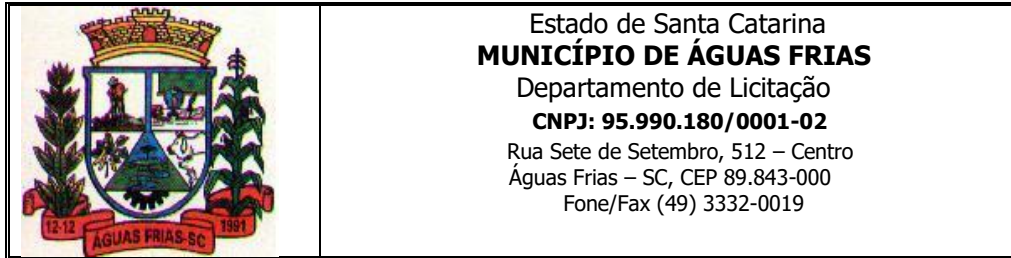 12-12
ÁGUAS FRIAS-SC
1991
Estado de Santa Catarina
MUNICÍPIO DE ÁGUAS FRIAS
Departamento de Licitação
CNPJ: 95.990.180/0001-02
Rua Sete de Setembro, 512 – Centro
Águas Frias – SC, CEP 89.843-000
Fone/Fax (49) 3332-0019